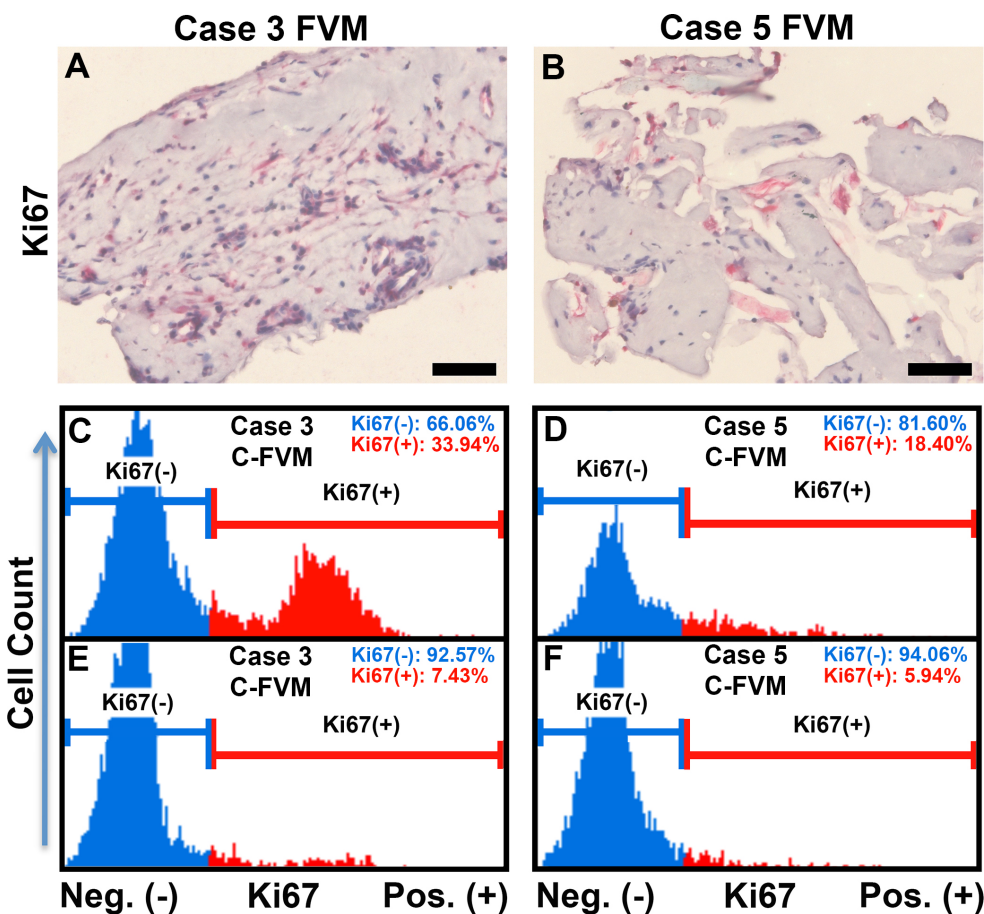 Case 3 FVM
Case 5 FVM
A
B
Ki67
C
Case 3
C-FVM
Ki67(-): 66.06%
Ki67(+): 33.94%
Ki67(-)
Ki67(+)
D
Case 5
C-FVM
Ki67(-): 81.60%
Ki67(+): 18.40%
Ki67(-)
Ki67(+)
E
Case 3
C-FVM
Ki67(-): 92.57%
Ki67(+): 7.43%
Ki67(-)
Ki67(+)
F
Case 5
C-FVM
Ki67(-): 94.06%
Ki67(+): 5.94%
Ki67(-)
Ki67(+)
Cell Count
Neg. (-) Ki67 Pos. (+)
Neg. (-) Ki67 Pos. (+)